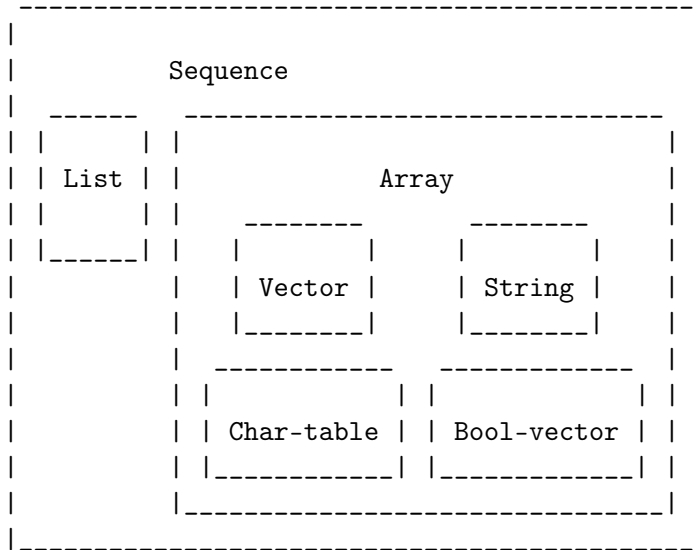 Sequence
List
Array
Vector String
Char-table Bool-vector